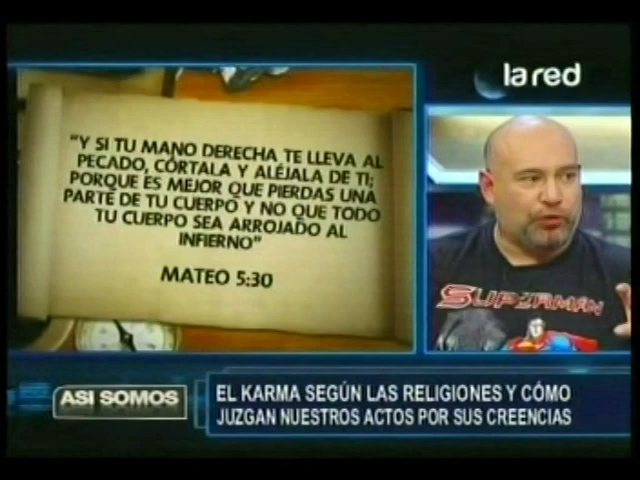 la red
"Y SI TU MANO DERECHA TE LLEVA AL
PECADO, CÓRTALA Y ALÉJALA DE TI;
PORQUE ES MEJOR QUE PIERDAS UNA
PARTE DE TU CUERPO Y NO QUE TODO
TU CUERPO SEA ARROJADO AL
INFIERNO"
MATEO 5:30
SUPERMAN
ASI SOMOS
EL KARMA SEGÚN LAS RELIGIONES Y CÓMO
JUZGAN NUESTROS ACTOS POR SUS CREENCIAS